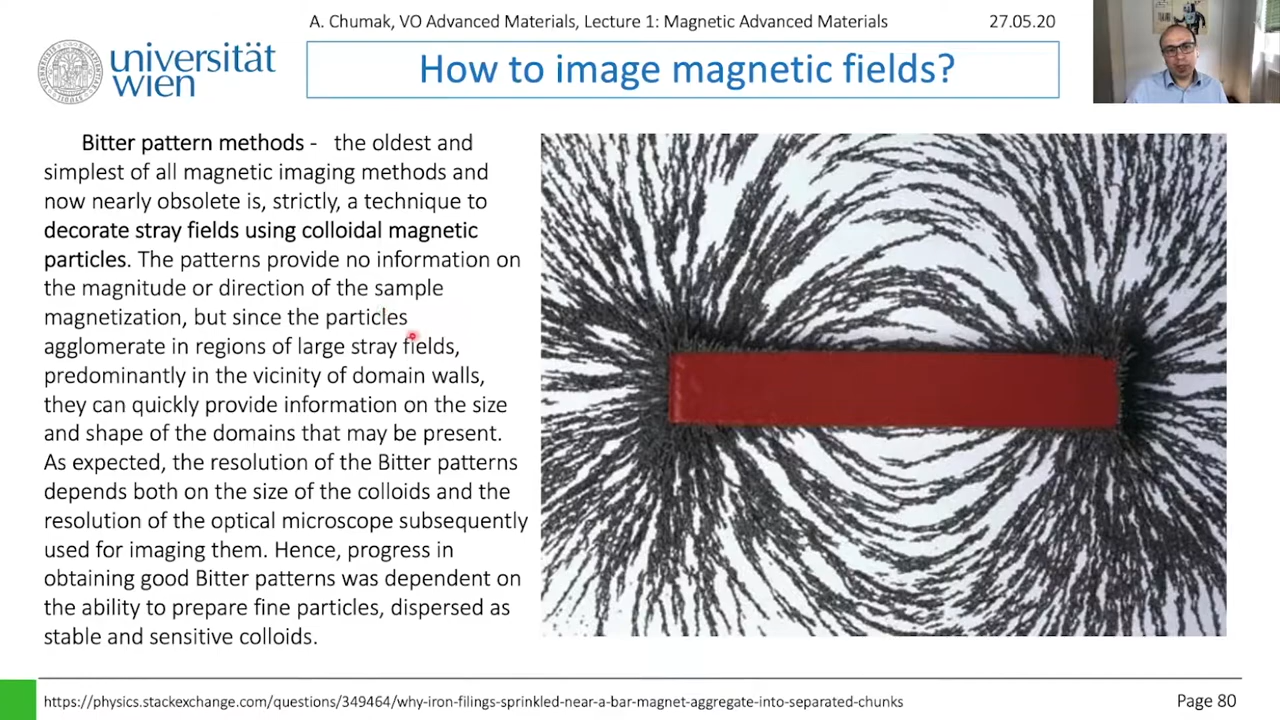 A. Chumak, VO Advanced Materials, Lecture 1: Magnetic Advanced Materials
27.05.20
universität
wien
How to image magnetic fields?
Bitter pattern methods - the oldest and
simplest of all magnetic imaging methods and
now nearly obsolete is, strictly, a technique to
decorate stray fields using colloidal magnetic
particles. The patterns provide no information on
the magnitude or direction of the sample
magnetization, but since the particles
agglomerate in regions of large stray fields,
predominantly in the vicinity of domain walls,
they can quickly provide information on the size
and shape of the domains that may be present.
As expected, the resolution of the Bitter patterns
depends both on the size of the colloids and the
resolution of the optical microscope subsequently
used for imaging them. Hence, progress in
obtaining good Bitter patterns was dependent on
the ability to prepare fine particles, dispersed as
stable and sensitive colloids.
https://physics.stackexchange.com/questions/349464/why-iron-filings-sprinkled-near-a-bar-magnet-aggregate-into-separated-chunks
Page 80